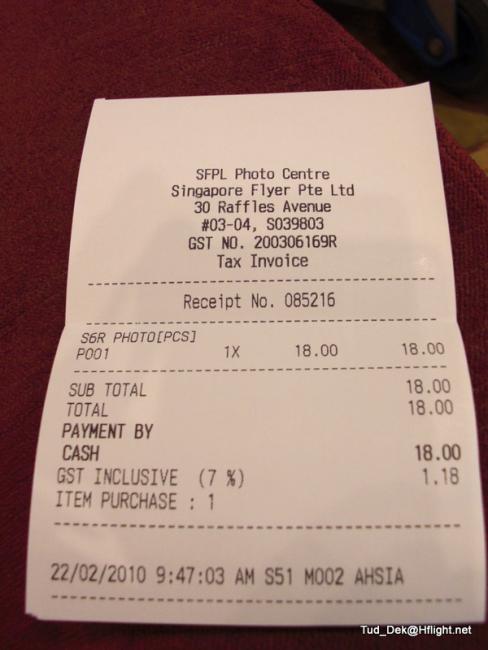 SFPL Photo Centre
Singapore Flyer Pte Ltd
30 Raffles Avenue
#03-04, S039803
GST NO. 200306169R
Tax Invoice
Receipt No. 085216
S6R PHOTO[PCS]
P001 1X 18.00 18.00
SUB TOTAL 18.00
TOTAL 18.00
PAYMENT BY
CASH 18.00
GST INCLUSIVE (7 %) 1.18
ITEM PURCHASE : 1
22/02/2010 9:47:03 AM S51 M002 AHSIA
Tud_Dek@Hflight.net